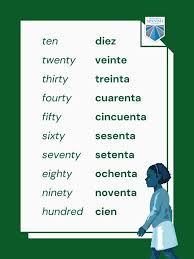 ten diez
twenty veinte
thirty treinta
fourty cuarenta
fifty cincuenta
sixty sesenta
seventy setenta
eighty ochenta
ninety noventa
hundred cien